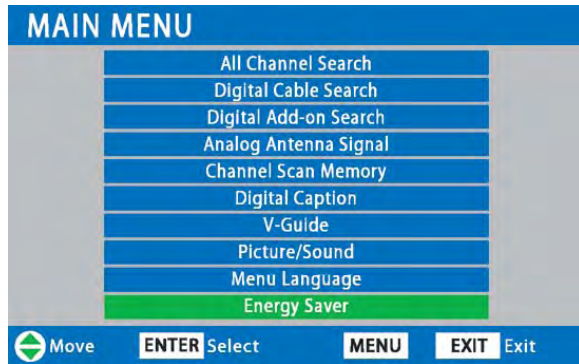 MAIN MENU
All Channel Search
Digital Cable Search
Digital Add-on Search
Analog Antenna Signal
Channel Scan Memory
Digital Caption
V-Guide
Picture/Sound
Menu Language
Energy Saver
Move ENTER Select MENU EXIT Exit